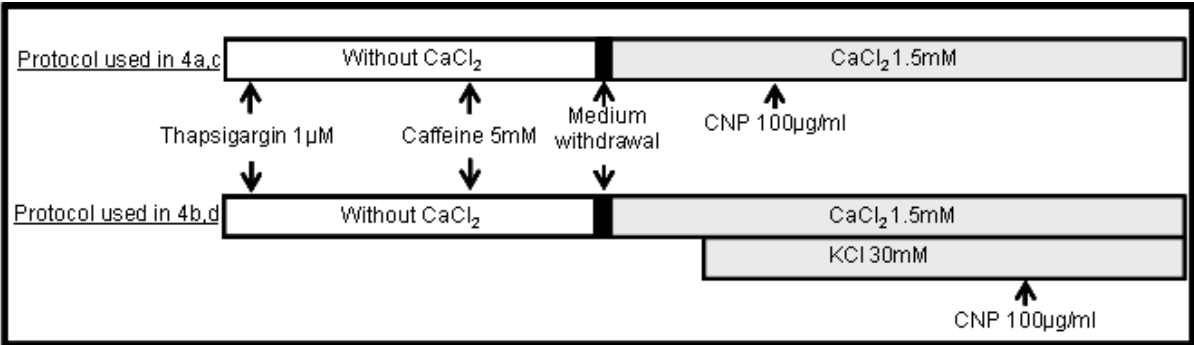 Protocol used in 4a,c
Without CaCl₂
CaCl₂ 1.5mM
Thapsigargin 1µM
Caffeine 5mM
Medium
withdrawal
CNP 100µg/ml
Protocol used in 4b,d
Without CaCl₂
CaCl₂ 1.5mM
KCl 30mM
CNP 100µg/ml